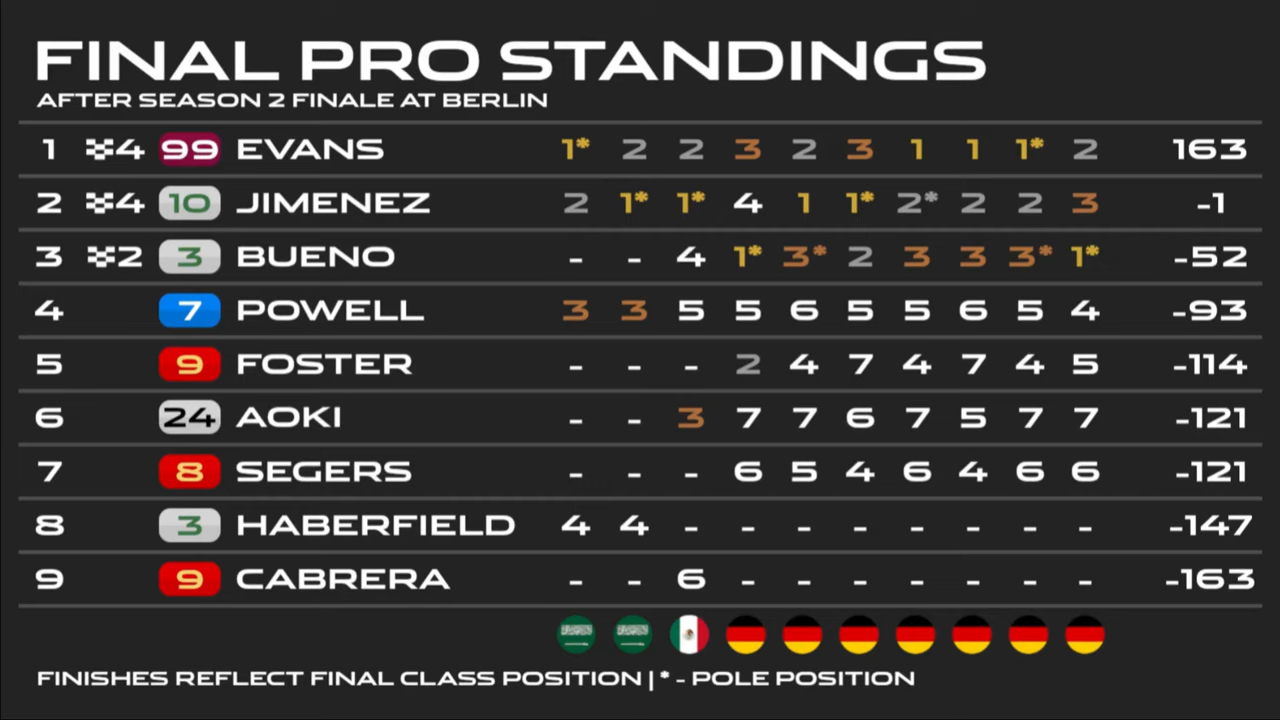 FINAL PRO STANDINGS
AFTER SEASON 2 FINALE AT BERLIN
1 4 99 EVANS 1* 2 2 3 2 3 1 1 1* 2 163
2 4 10 JIMENEZ 2 1* 1* 4 1 1* 2* 2 2 3 -1
3 2 3 BUENO - - 4 1* 3* 2 3 3 3* 1* -52
4 7 POWELL 3 3 5 5 6 5 5 6 5 4 -93
5 9 FOSTER - - - 2 4 7 4 7 4 5 -114
6 24 AOKI - - 3 7 7 6 7 5 7 7 -121
7 8 SEGERS - - - 6 5 4 6 4 6 6 -121
8 3 HABERFIELD 4 4 - - - - - - - - -147
9 9 CABRERA - - 6 - - - - - - - -163
FINISHES REFLECT FINAL CLASS POSITION | * - POLE POSITION